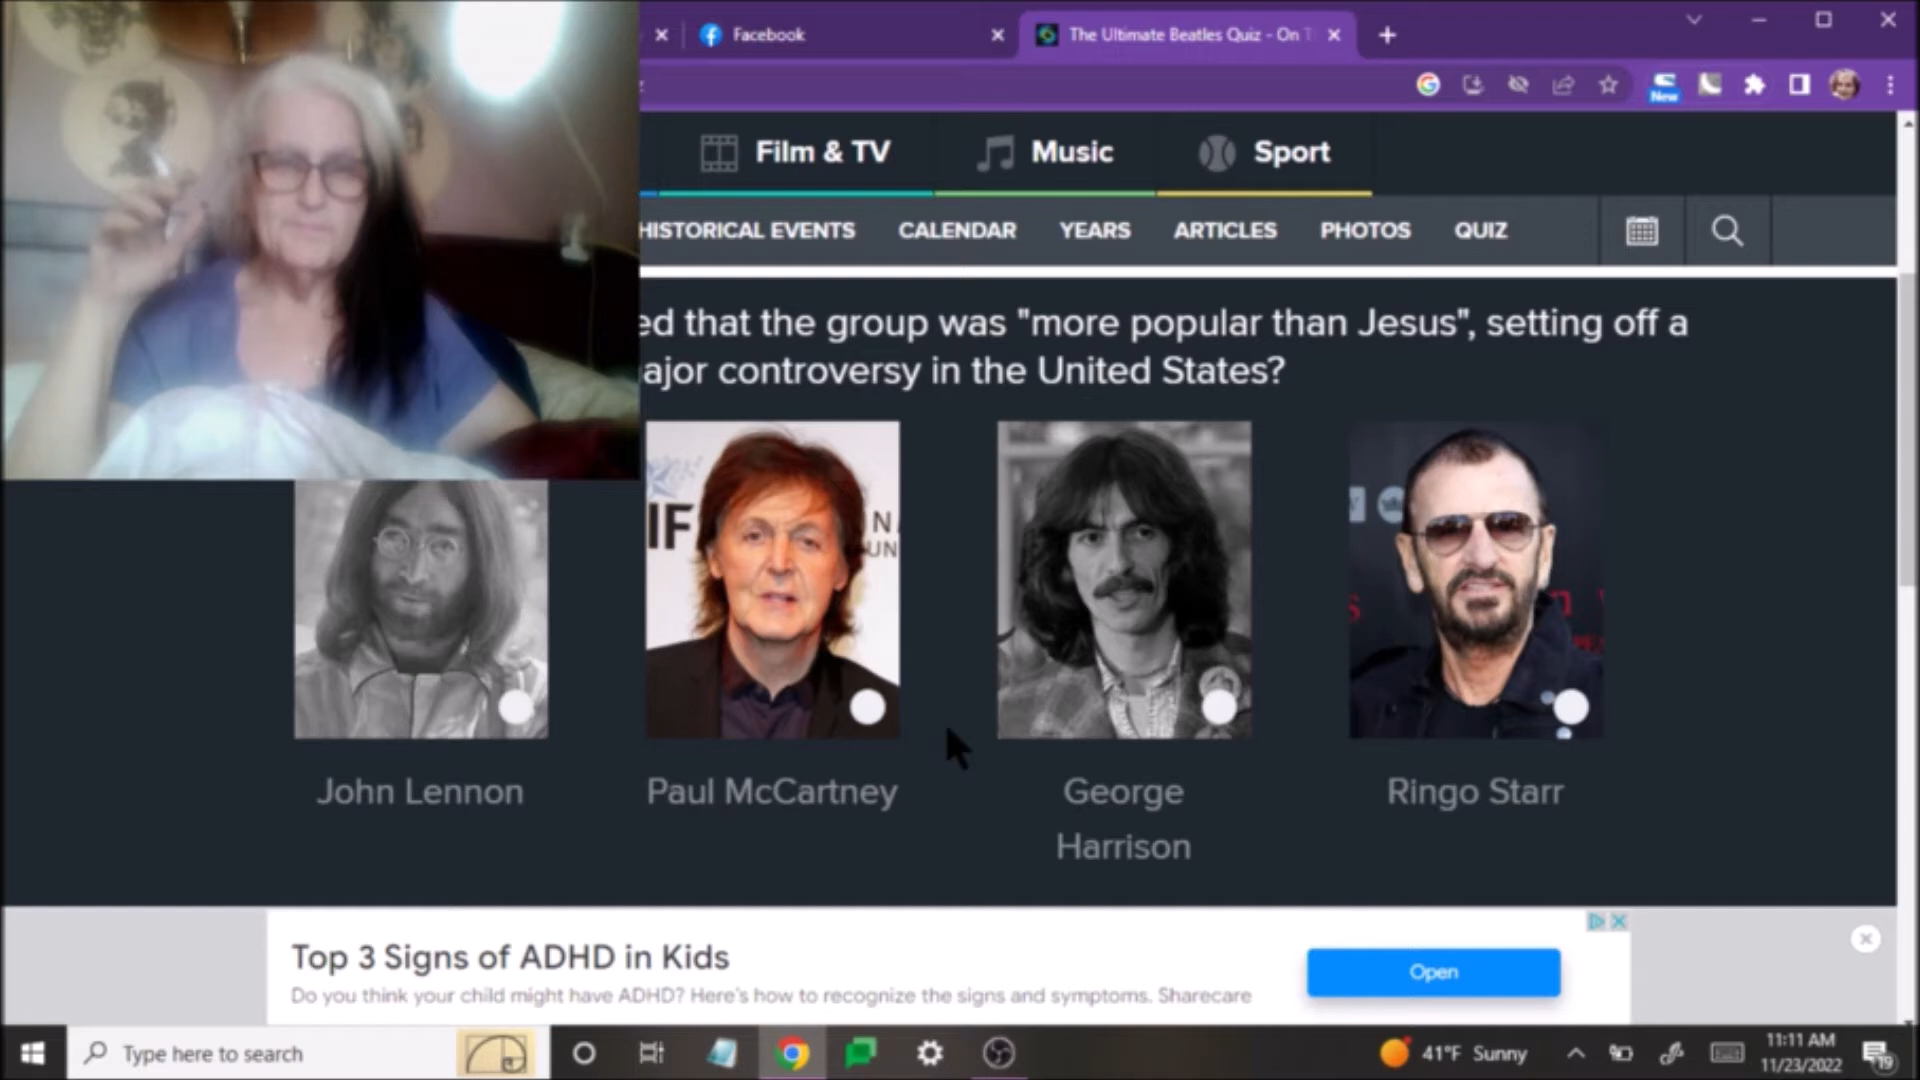 Facebook
The Ultimate Beatles Quiz - On T
New
Film & TV
Music
Sport
HISTORICAL EVENTS
CALENDAR
YEARS
ARTICLES
PHOTOS
QUIZ
ed that the group was "more popular than Jesus", setting off a
ajor controversy in the United States?
IF
John Lennon
Paul McCartney
George
Harrison
Ringo Starr
Top 3 Signs of ADHD in Kids
Do you think your child might have ADHD? Here's how to recognize the signs and symptoms. Sharecare
Open
Type here to search
41°F Sunny
11:11 AM
11/23/2022
19